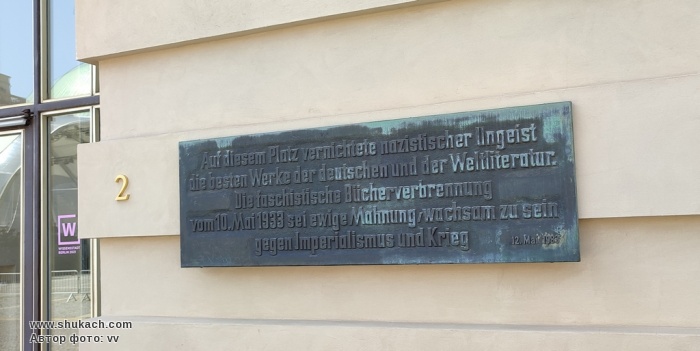 Auf diesem Platz vernichtete nazistischer Ungeist
die besten Werke der deutschen und der Weltliteratur.
Die faschistische Bücherverbrennung
vom 10. Mai 1933 sei ewige Mahnung wachsam zu sein
gegen Imperialismus und Krieg
2
W
www.shukach.com
Автор фото: vv